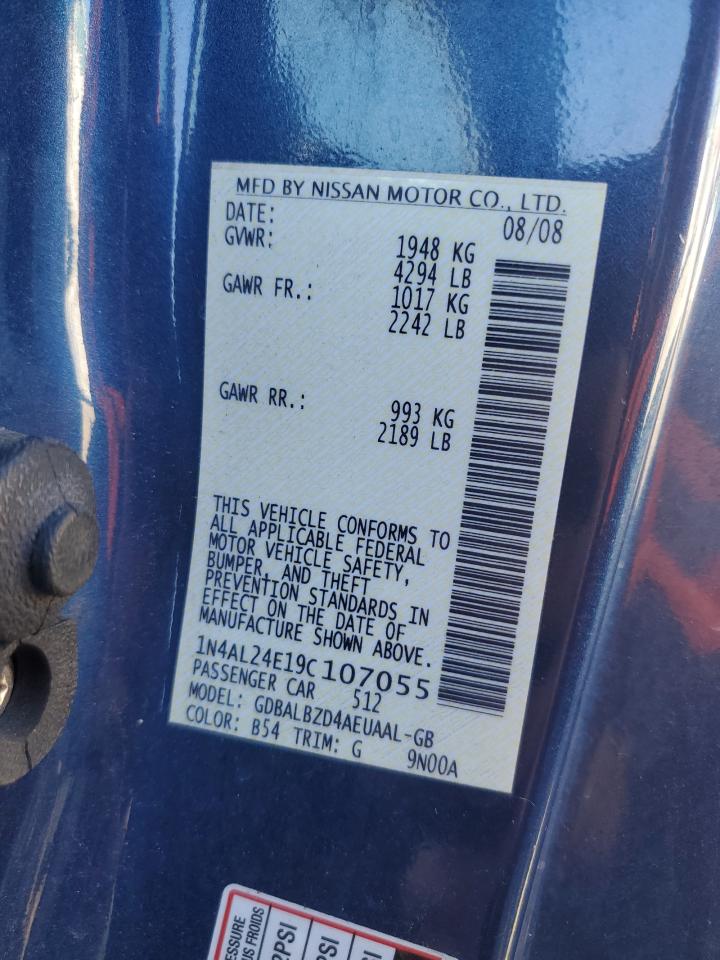 MFD BY NISSAN MOTOR CO., LTD.
DATE: 08/08
GVWR: 1948 KG
4294 LB
GAWR FR.: 1017 KG
2242 LB
GAWR RR.: 993 KG
2189 LB
THIS VEHICLE CONFORMS TO
ALL APPLICABLE FEDERAL
MOTOR VEHICLE SAFETY,
BUMPER, AND THEFT
PREVENTION STANDARDS IN
EFFECT ON THE DATE OF
MANUFACTURE SHOWN ABOVE.
1N4AL24E19C107055
PASSENGER CAR 512
MODEL: GDBALBZD4AEUAAL-GB
COLOR: B54 TRIM: G 9N00A
FROIDS
PSI
PSI